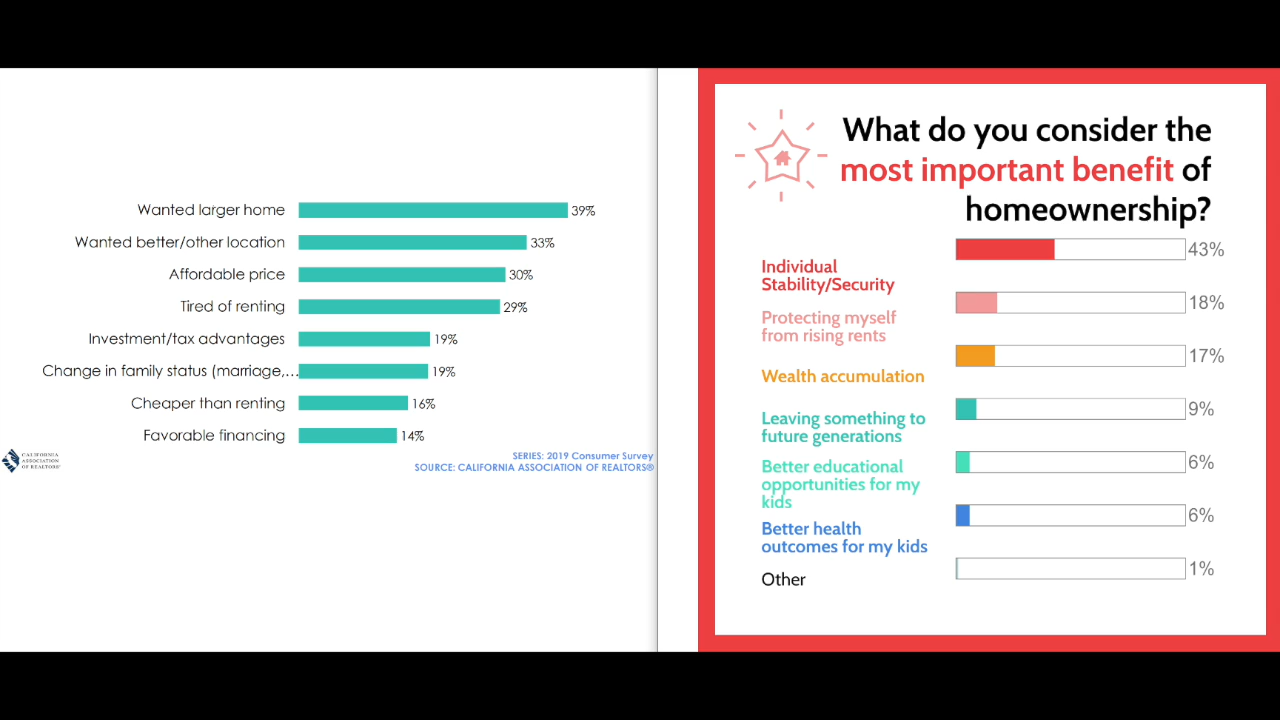 Wanted larger home 39%
Wanted better/other location 33%
Affordable price 30%
Tired of renting 29%
Investment/tax advantages 19%
Change in family status (marriage,... 19%
Cheaper than renting 16%
Favorable financing 14%
CALIFORNIA
ASSOCIATION
OF REALTORS®
SERIES: 2019 Consumer Survey
SOURCE: CALIFORNIA ASSOCIATION OF REALTORS®
What do you consider the
most important benefit of
homeownership?
43%
Individual
Stability/Security
18%
Protecting myself
from rising rents
17%
Wealth accumulation
9%
Leaving something to
future generations
6%
Better educational
opportunities for my
kids
6%
Better health
outcomes for my kids
1%
Other